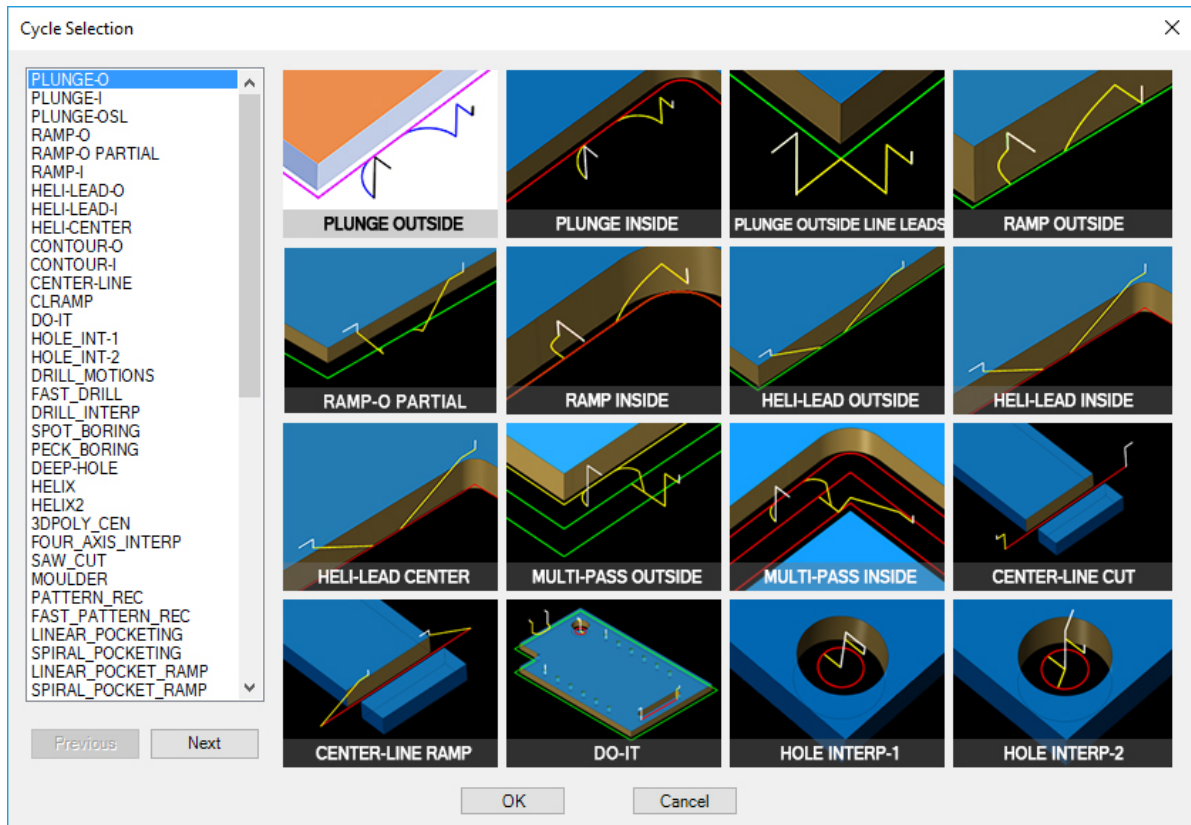 Cycle Selection
PLUNGE-O
PLUNGE-I
PLUNGE-OSL
RAMP-O
RAMP-O PARTIAL
RAMP-I
HELI-LEAD-O
HELI-LEAD-I
HELI-CENTER
CONTOUR-O
CONTOUR-I
CENTER-LINE
CLRAMP
DO-IT
HOLE_INT-1
HOLE_INT-2
DRILL_MOTIONS
FAST_DRILL
DRILL_INTERP
SPOT_BORING
PECK_BORING
DEEP-HOLE
HELIX
HELIX2
3DPOLY_CEN
FOUR_AXIS_INTERP
SAW_CUT
MOULDER
PATTERN_REC
FAST_PATTERN_REC
LINEAR_POCKETING
SPIRAL_POCKETING
LINEAR_POCKET_RAMP
SPIRAL_POCKET_RAMP
Previous
Next
PLUNGE OUTSIDE
PLUNGE INSIDE
PLUNGE OUTSIDE LINE LEADS
RAMP OUTSIDE
RAMP-O PARTIAL
RAMP INSIDE
HELI-LEAD OUTSIDE
HELI-LEAD INSIDE
HELI-LEAD CENTER
MULTI-PASS OUTSIDE
MULTI-PASS INSIDE
CENTER-LINE CUT
CENTER-LINE RAMP
DO-IT
HOLE INTERP-1
HOLE INTERP-2
OK
Cancel